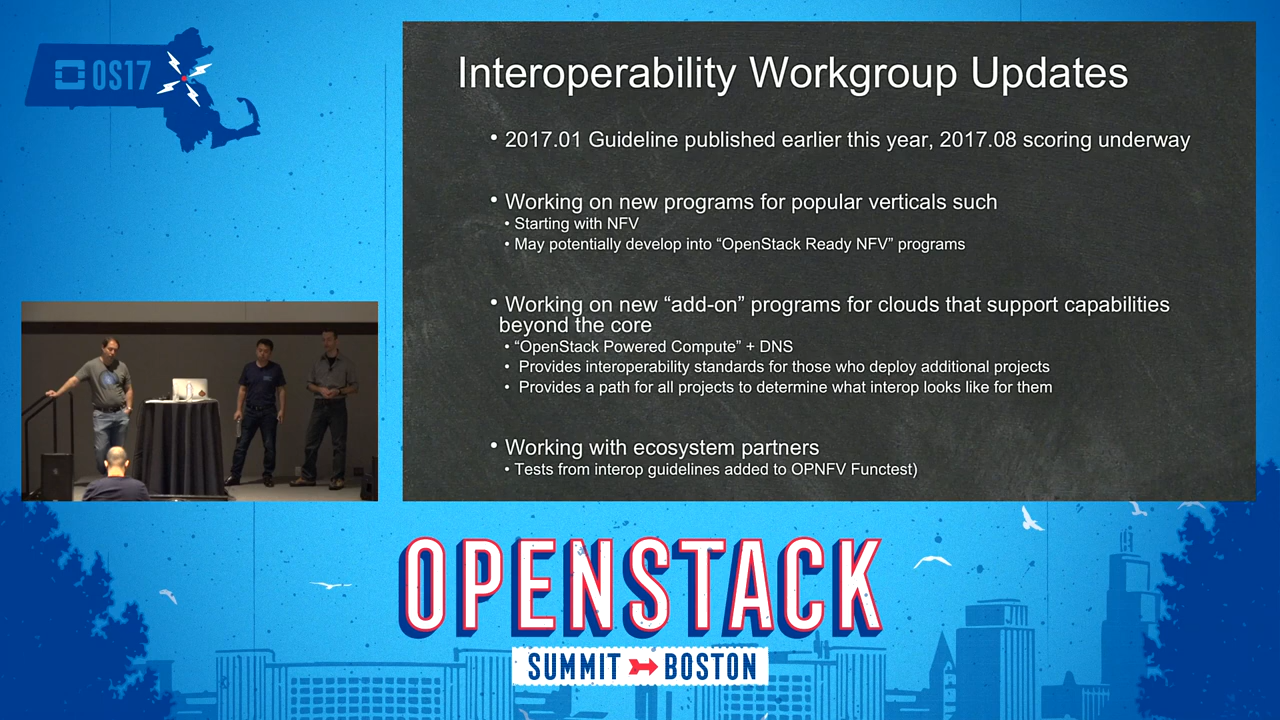 OS17
Interoperability Workgroup Updates
• 2017.01 Guideline published earlier this year, 2017.08 scoring underway
• Working on new programs for popular verticals such
• Starting with NFV
• May potentially develop into “OpenStack Ready NFV” programs
• Working on new “add-on” programs for clouds that support capabilities
beyond the core
• “OpenStack Powered Compute” + DNS
• Provides interoperability standards for those who deploy additional projects
• Provides a path for all projects to determine what interop looks like for them
• Working with ecosystem partners
• Tests from interop guidelines added to OPNFV Functest)
OPENSTACK
SUMMIT BOSTON